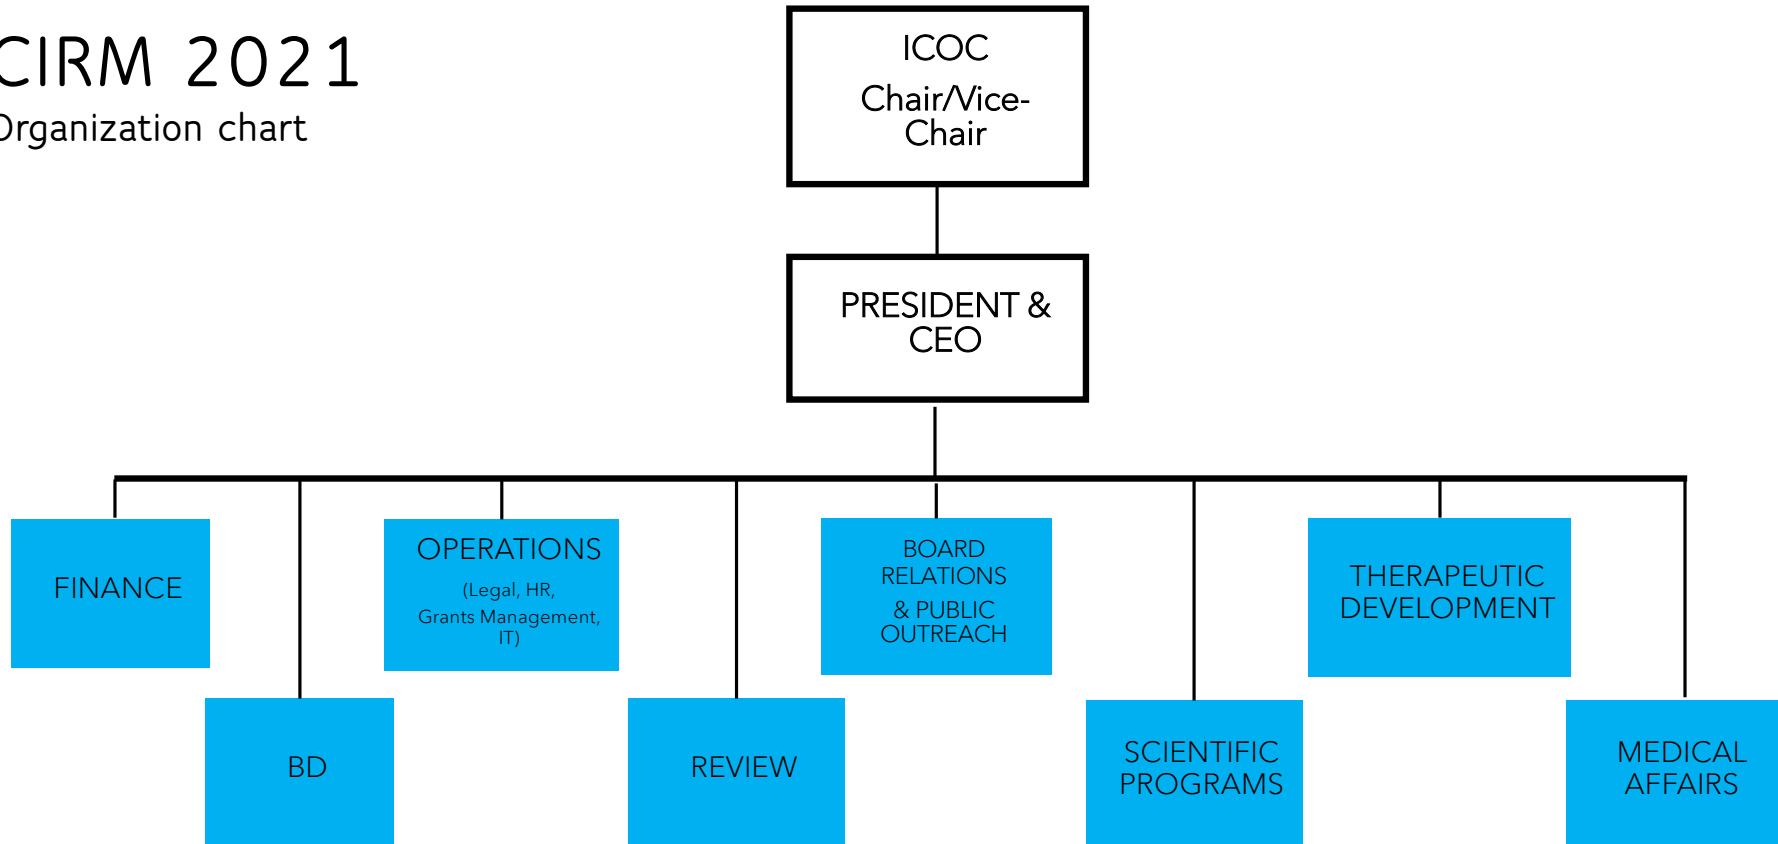 CIRM 2021
Organization chart
ICOC
Chair/Vice-
Chair
PRESIDENT &
CEO
FINANCE
OPERATIONS
(Legal, HR,
Grants Management,
IT)
BOARD
RELATIONS
& PUBLIC
OUTREACH
THERAPEUTIC
DEVELOPMENT
BD
REVIEW
SCIENTIFIC
PROGRAMS
MEDICAL
AFFAIRS